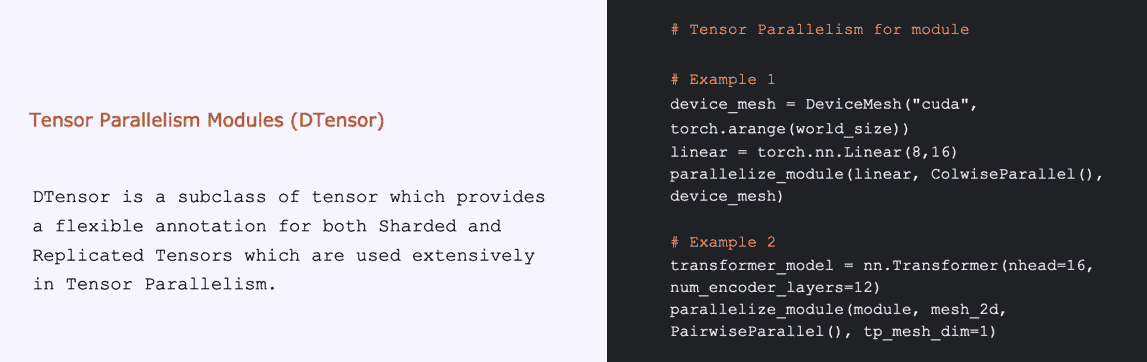 Tensor Parallelism Modules (DTensor)
DTensor is a subclass of tensor which provides
a flexible annotation for both Sharded and
Replicated Tensors which are used extensively
in Tensor Parallelism.
# Tensor Parallelism for module
# Example 1
device_mesh = DeviceMesh("cuda",
torch.arange(world_size))
linear = torch.nn.Linear(8,16)
parallelize_module(linear, ColwiseParallel(),
device_mesh)
# Example 2
transformer_model = nn.Transformer(nhead=16,
num_encoder_layers=12)
parallelize_module(module, mesh_2d,
PairwiseParallel(), tp_mesh_dim=1)